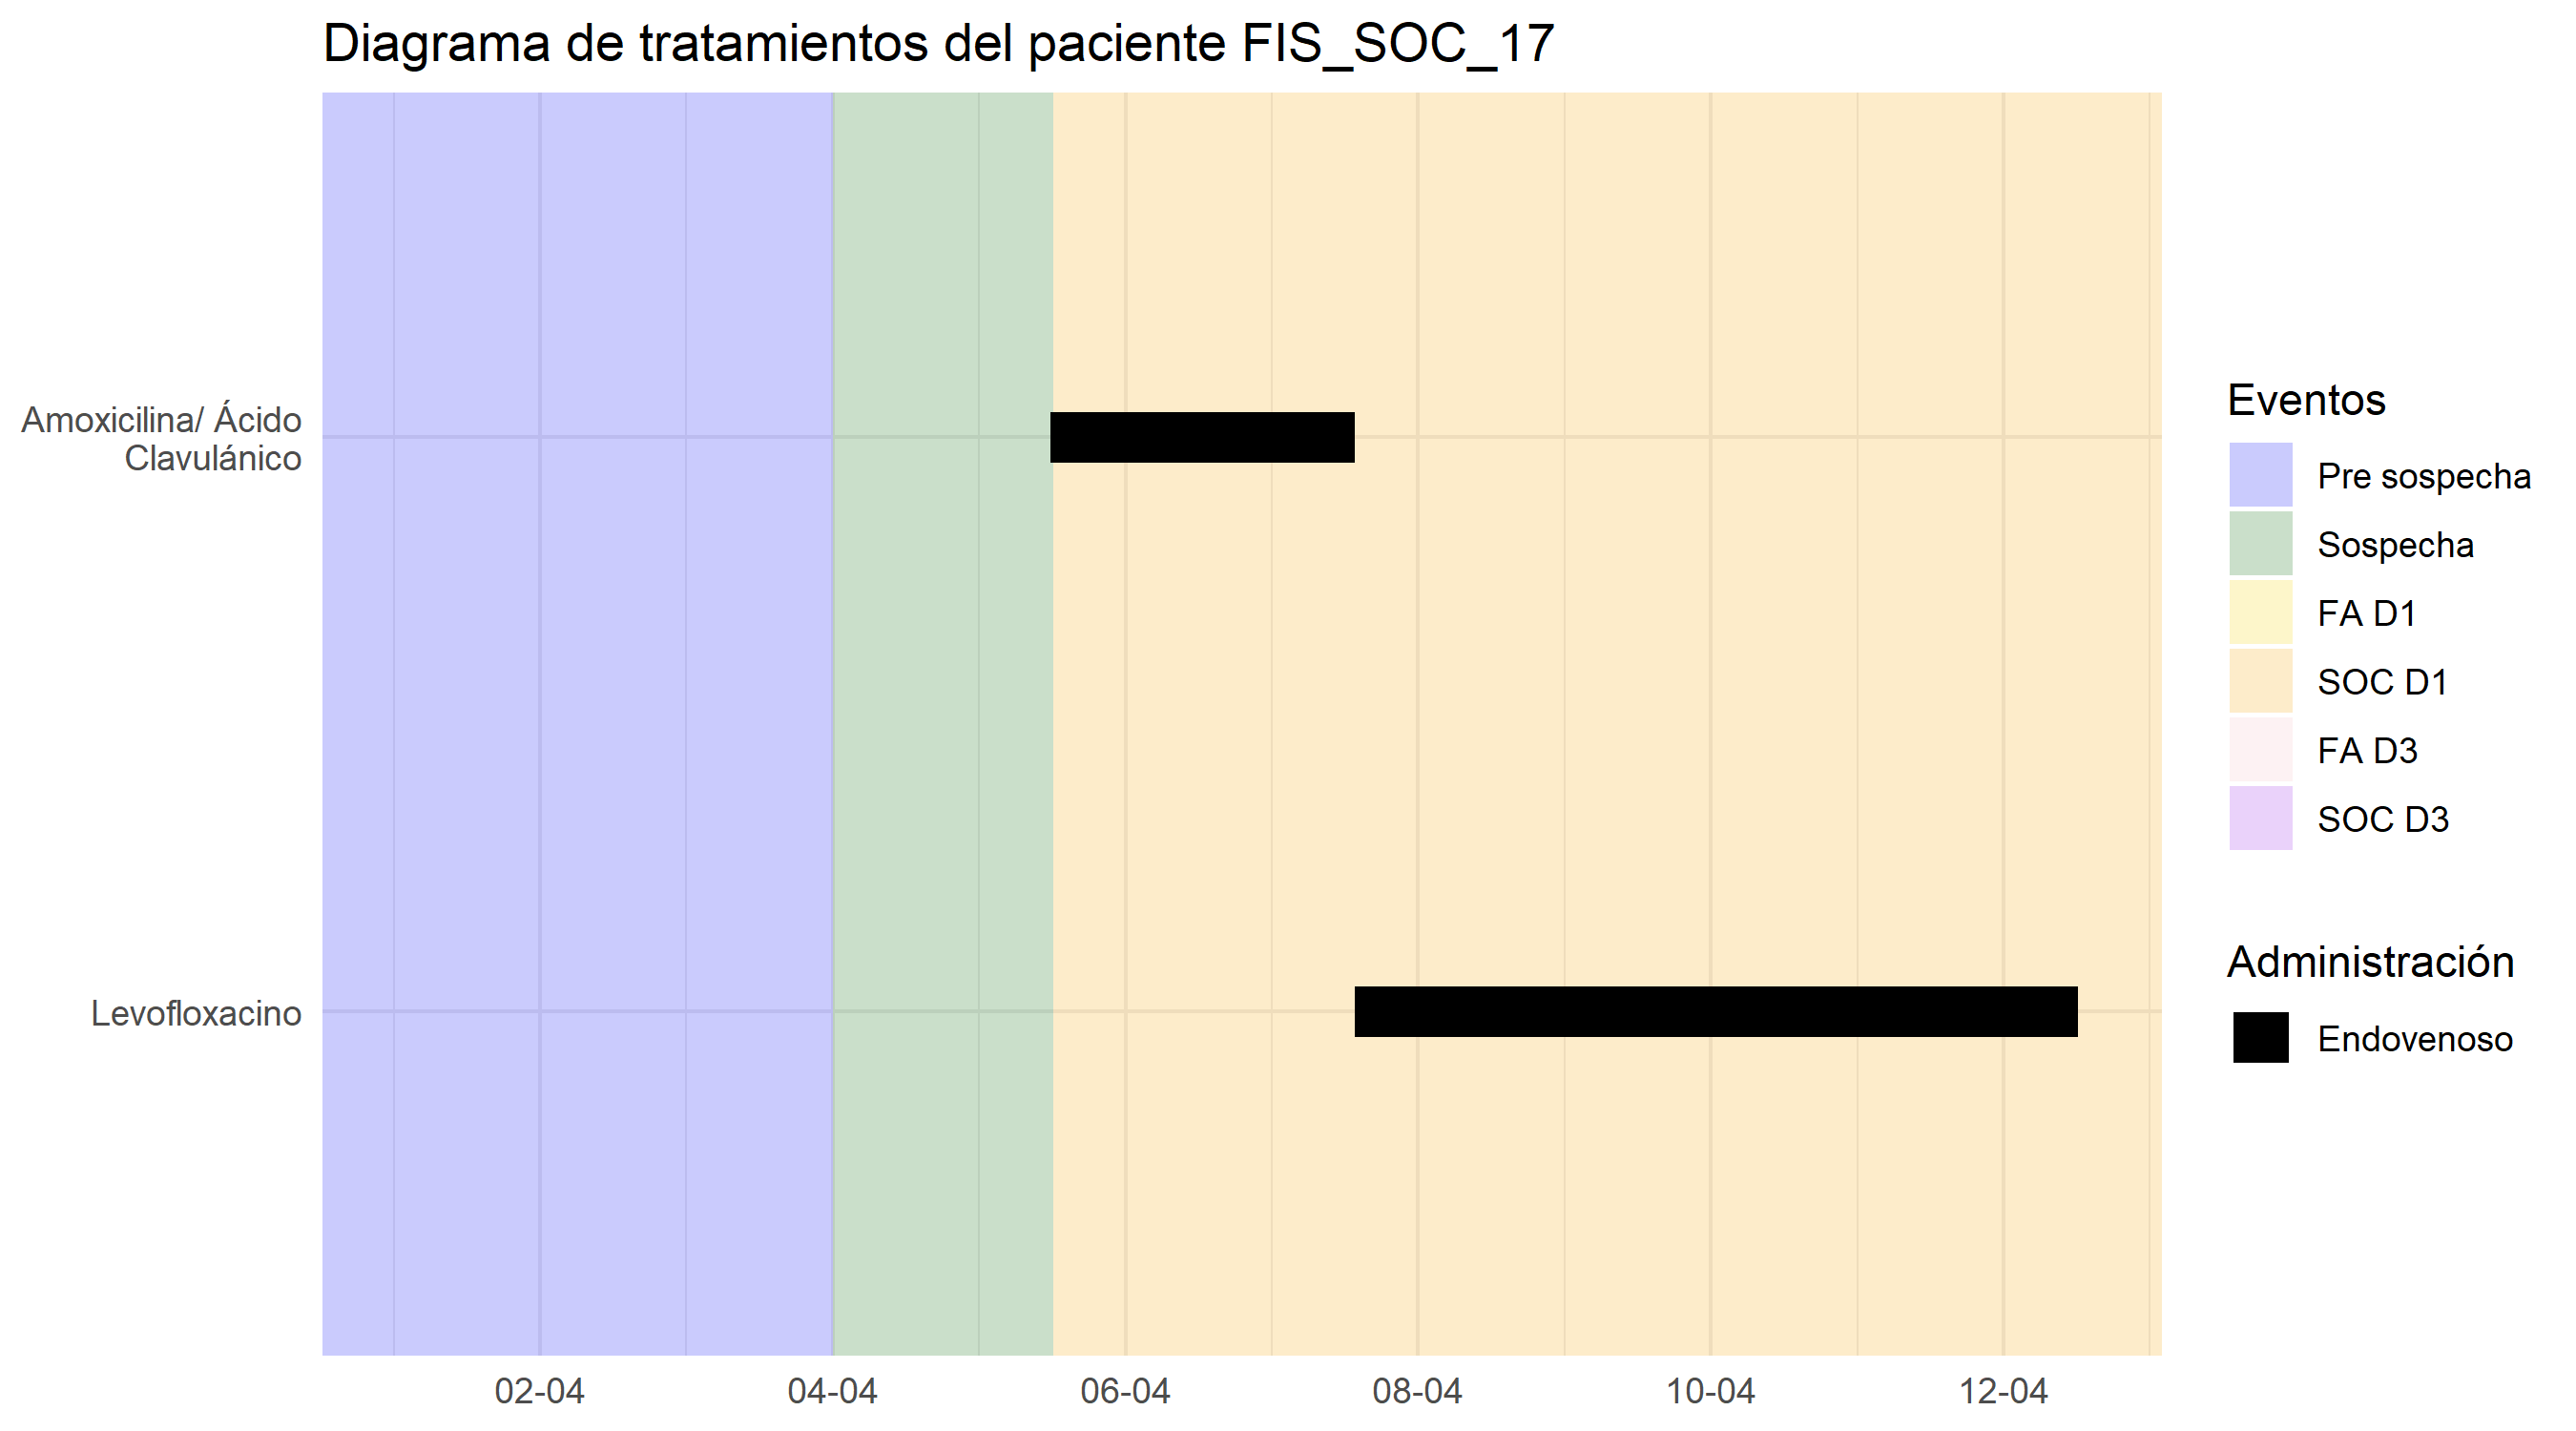 Diagrama de tratamientos del paciente FIS_SOC_17
Amoxicilina/ Ácido
Clavulánico
Levofloxacino
02-04
04-04
06-04
08-04
10-04
12-04
Eventos
Pre sospecha
Sospecha
FA D1
SOC D1
FA D3
SOC D3
Administración
Endovenoso